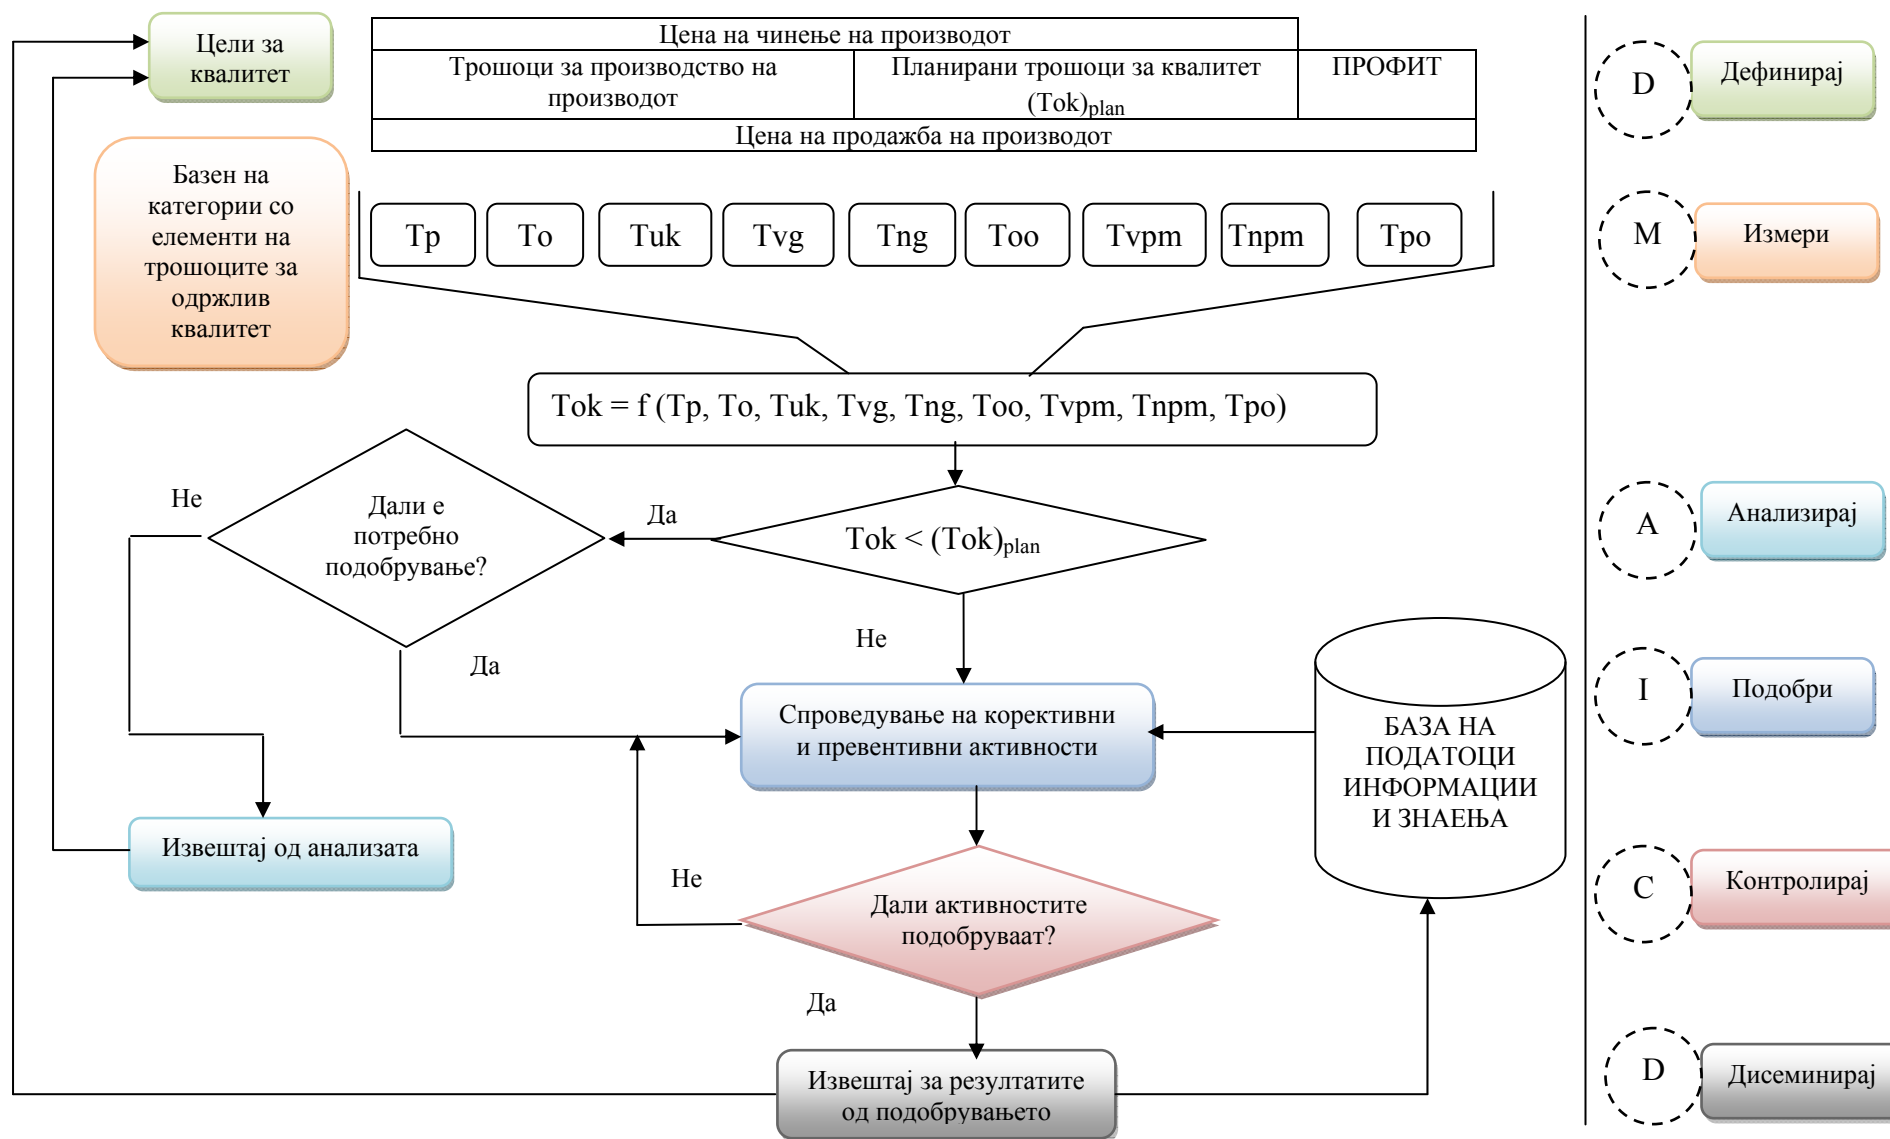 Цели за
квалитет
Цена на чинење на производот
Трошоци за производство на
производот
Планирани трошоци за квалитет
(Tok)plan
ПРОФИТ
Цена на продажба на производот
D
Дефинирај
Базен на
категории со
елементи на
трошоците за
одржлив
квалитет
Tp
To
Tuk
Tvg
Tng
Too
Tvpm
Tnpm
Tpo
M
Измери
Tok = f (Tp, To, Tuk, Tvg, Tng, Too, Tvpm, Tnpm, Tpo)
Не
Дали е
потребно
подобрување?
Да
Tok < (Tok)plan
A
Анализирај
Да
Не
Спроведување на корективни
и превентивни активности
БАЗА НА
ПОДАТОЦИ
ИНФОРМАЦИИ
И ЗНАЕЊА
I
Подобри
Извештај од анализата
Не
Дали активностите
подобруваат?
C
Контролирај
Да
Извештај за резултатите
од подобрувањето
D
Дисеминирај